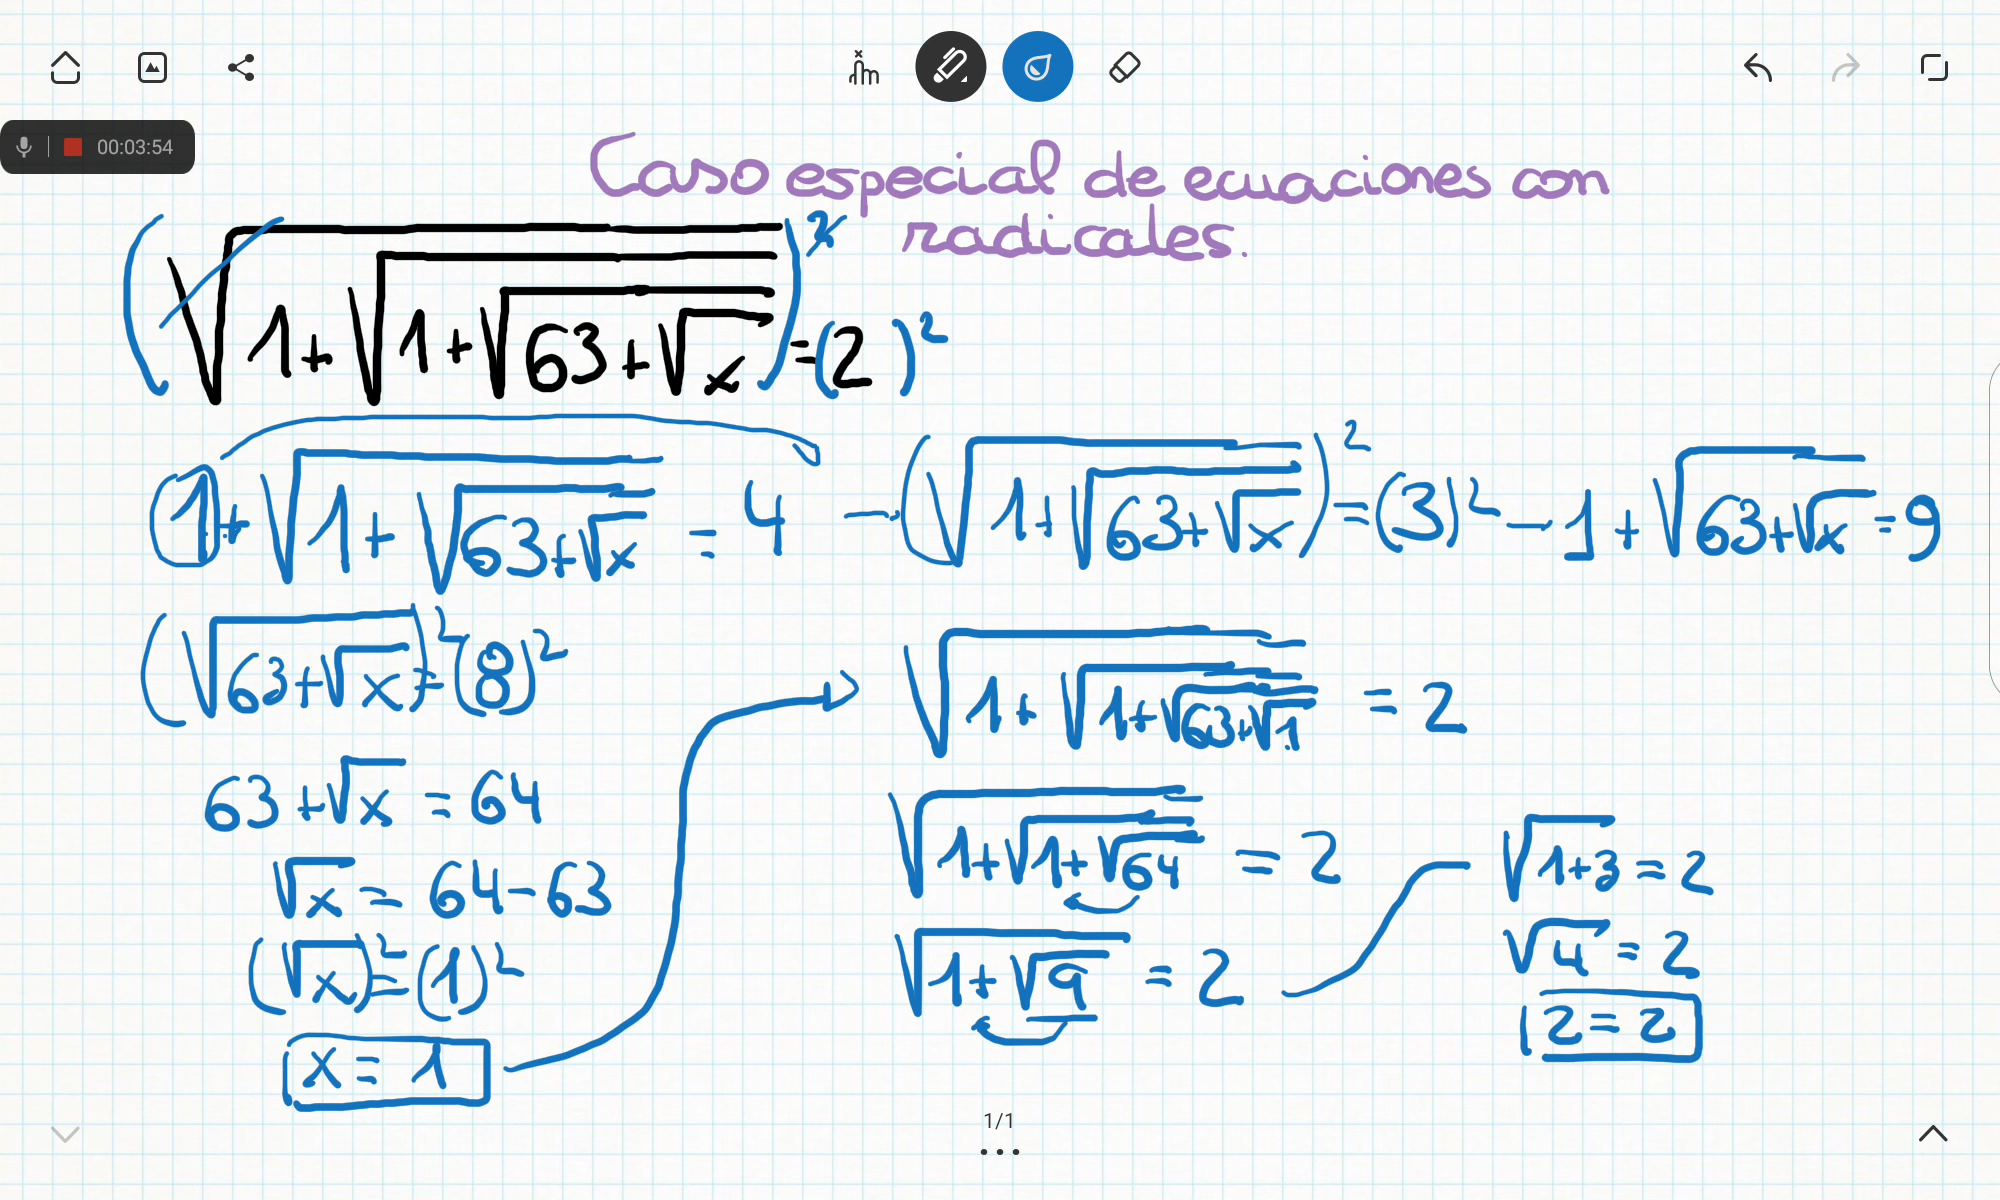 00:03:54
Caso especial de ecuaciones con
radicales.
(√(1+√(1+√(63+√x))))² = (2)²
1+√(1+√(63+√x)) = 4 → (√(1+√(63+√x)))² = (3)² → 1+√(63+√x) = 9
(√(63+√x))² = (8)²
63+√x = 64
√x = 64-63
(√x)² = (1)²
x = 1
√(1+√(1+√(63+√1))) = 2
√(1+√(1+√64)) = 2
√(1+√9) = 2
√(1+3) = 2
√4 = 2
2 = 2
1/1